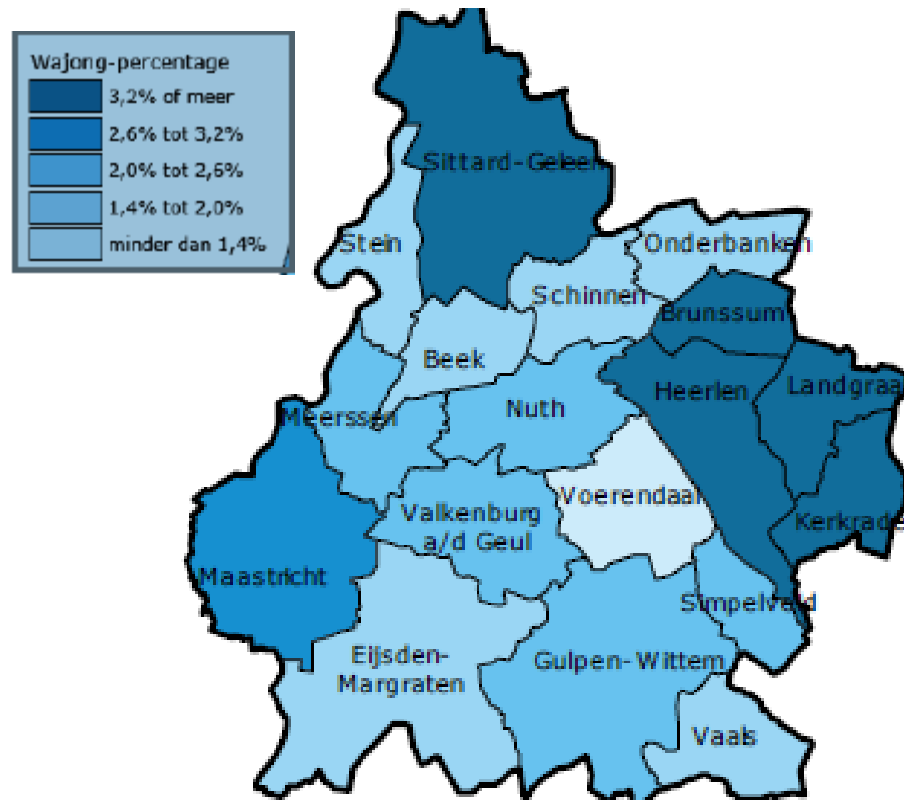 Wajong-percentage
3,2% of meer
2,6% tot 3,2%
2,0% tot 2,6%
1,4% tot 2,0%
minder dan 1,4%
Sittard-Geleen
Stein
Onderbanken
Schinnen
Brunssum
Beek
Heerlen
Landgraa
Nuth
Meerssen
Voerendaal
Valkenburg
a/d Geul
Kerkrade
Maastricht
Simpelveld
Eijsden-
Margraten
Gulpen-Wittem
Vaals